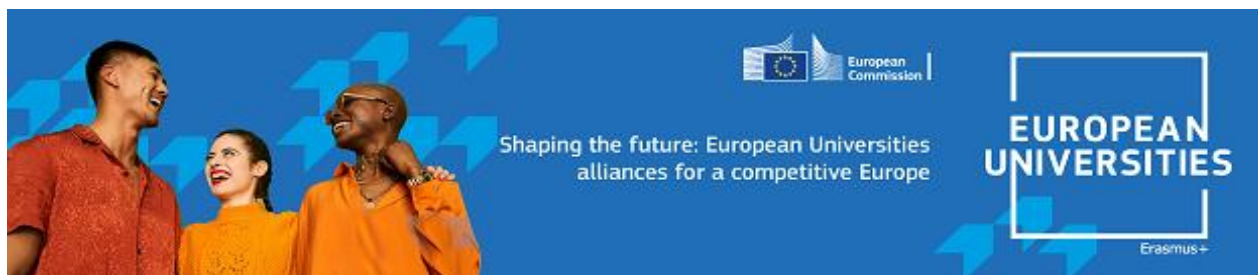 European
Commission
Shaping the future: European Universities
alliances for a competitive Europe
EUROPEAN
UNIVERSITIES
Erasmus+